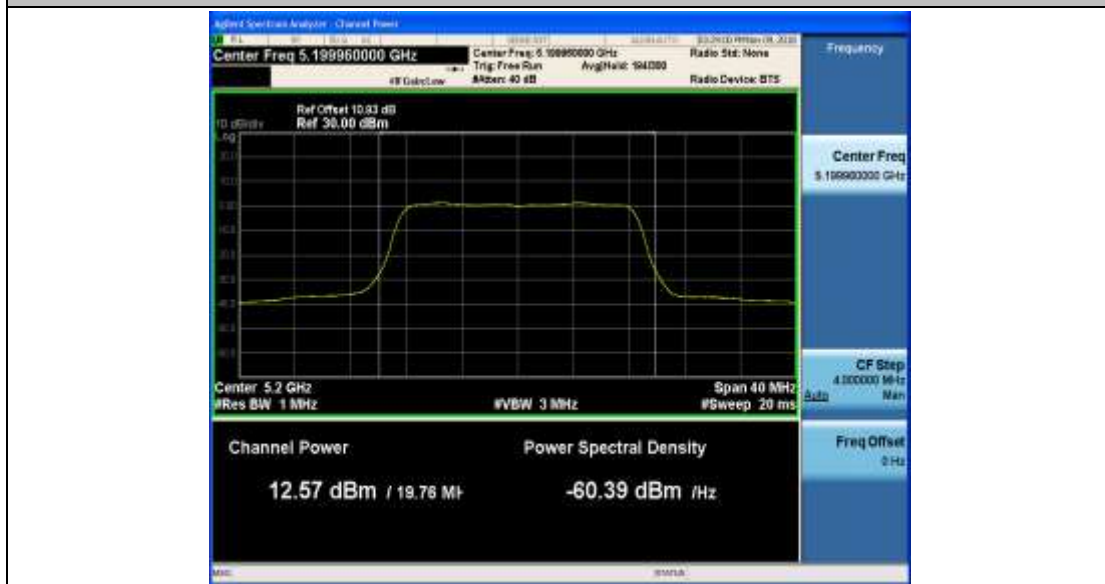 Agilent Spectrum Analyzer - Channel Power
Center Freq 5.199960000 GHz
Center Freq: 5.199960000 GHz
Radio Std: None
Trig: Free Run Avg|Hold:
#IFGain:Low
#Atten: 40 dB
Radio Device: BTS
Frequency
Ref Offset 10.93 dB
10 dB/div Ref 30.00 dBm
Log
Center Freq
5.199960000 GHz
Center 5.2 GHz
Span 40 MHz
#Res BW 1 MHz
#VBW 3 MHz
#Sweep 20 ms
CF Step
4.000000 MHz
Auto Man
Channel Power
Power Spectral Density
Freq Offset
0 Hz
12.57 dBm / 19.76 MH
-60.39 dBm /Hz
MSG
STATUS